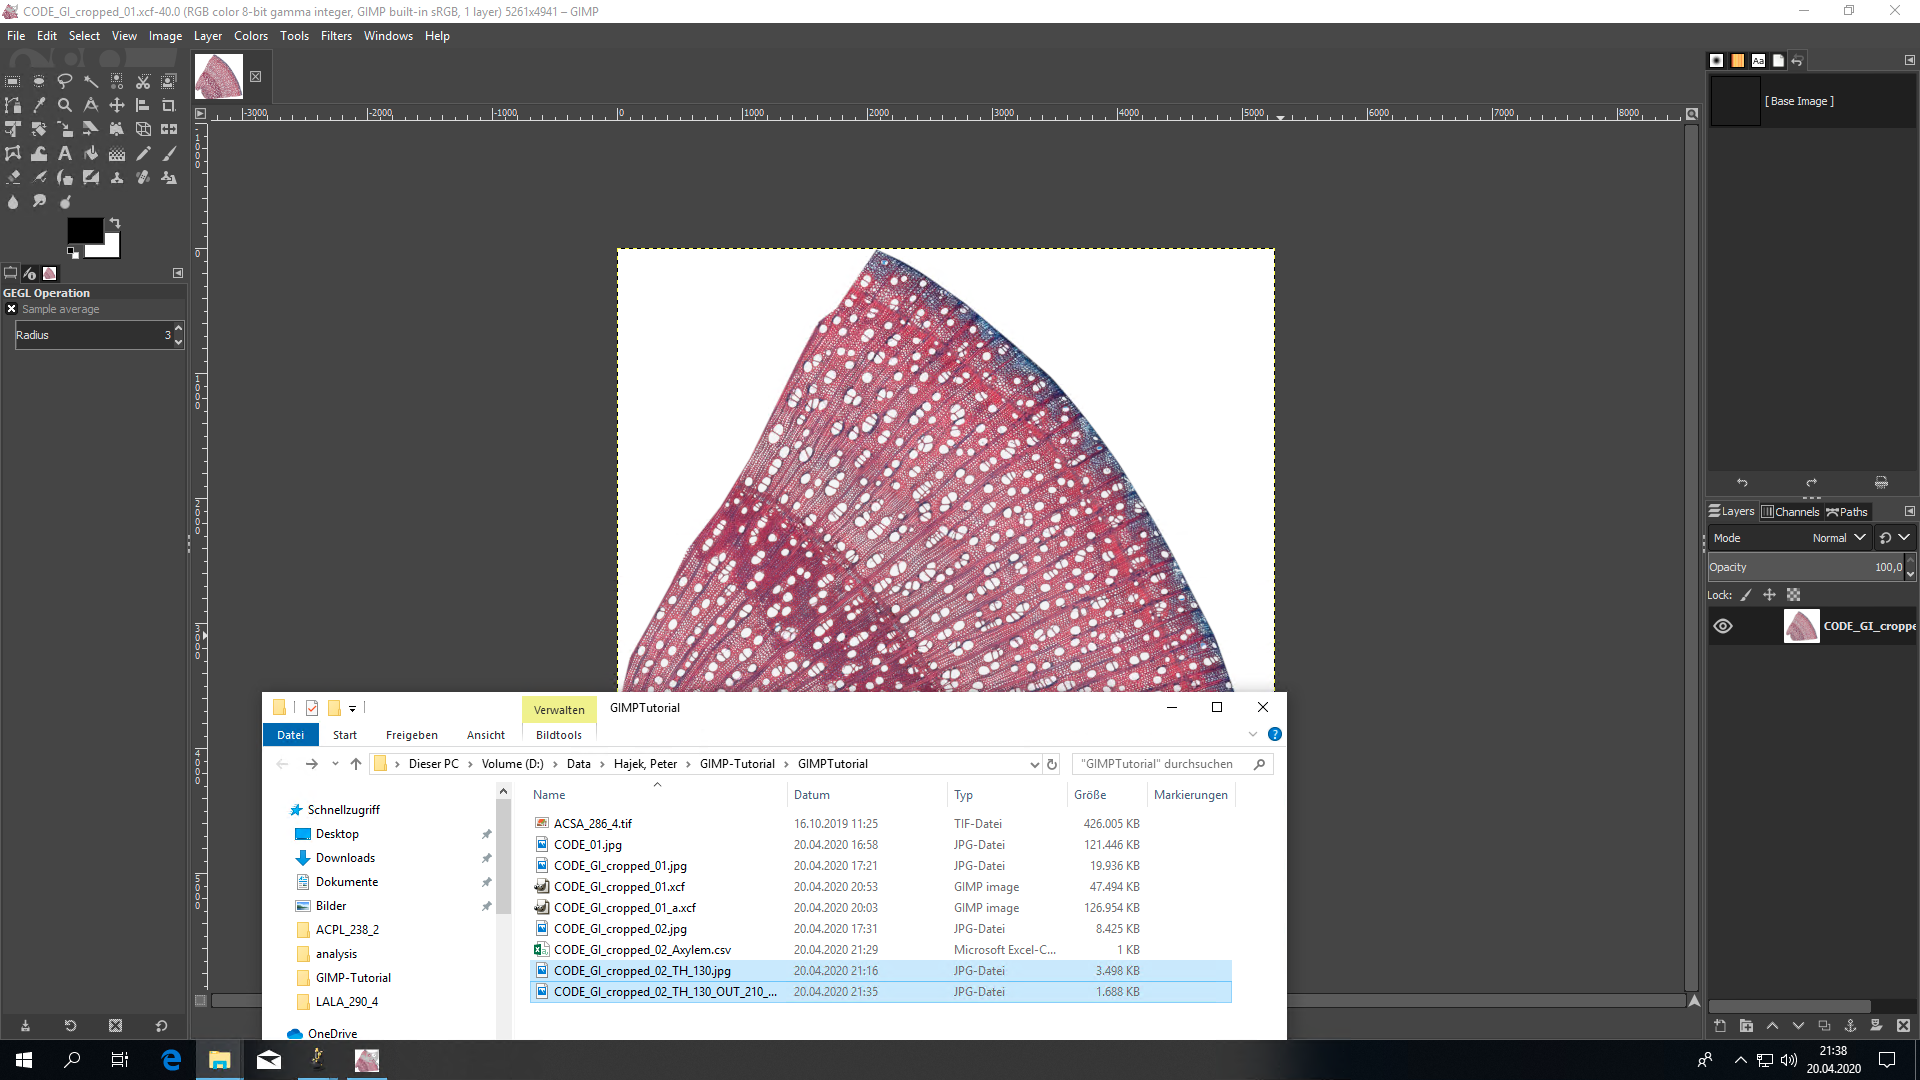 CODE_GI_cropped_01.xcf-40.0 (RGB color 8-bit gamma integer, GIMP built-in sRGB, 1 layer) 5261x4941 – GIMP
File Edit Select View Image Layer Colors Tools Filters Windows Help
-3000 -2000 -1000 0 1000 2000 3000 4000 5000 6000 7000 8000
-1000
0
1000
2000
3000
4000
5000
GEGL Operation
Sample average
Radius 3
Aa
[ Base Image ]
Layers Channels Paths
Mode Normal
Opacity 100,0
Lock:
CODE_GI_croppe
Verwalten GIMPTutorial
Datei Start Freigeben Ansicht Bildtools
Dieser PC Volume (D:) Data Hajek, Peter GIMP-Tutorial GIMPTutorial
"GIMPTutorial" durchsuchen
Schnellzugriff
Desktop
Downloads
Dokumente
Bilder
ACPL_238_2
analysis
GIMP-Tutorial
LALA_290_4
OneDrive
Name Datum Typ Größe Markierungen
ACSA_286_4.tif 16.10.2019 11:25 TIF-Datei 426.005 KB
CODE_01.jpg 20.04.2020 16:58 JPG-Datei 121.446 KB
CODE_GI_cropped_01.jpg 20.04.2020 17:21 JPG-Datei 19.936 KB
CODE_GI_cropped_01.xcf 20.04.2020 20:53 GIMP image 47.494 KB
CODE_GI_cropped_01_a.xcf 20.04.2020 20:03 GIMP image 126.954 KB
CODE_GI_cropped_02.jpg 20.04.2020 17:31 JPG-Datei 8.425 KB
CODE_GI_cropped_02_Axylem.csv 20.04.2020 21:29 Microsoft Excel-C... 1 KB
CODE_GI_cropped_02_TH_130.jpg 20.04.2020 21:16 JPG-Datei 3.498 KB
CODE_GI_cropped_02_TH_130_OUT_210_... 20.04.2020 21:35 JPG-Datei 1.688 KB
21:38
20.04.2020